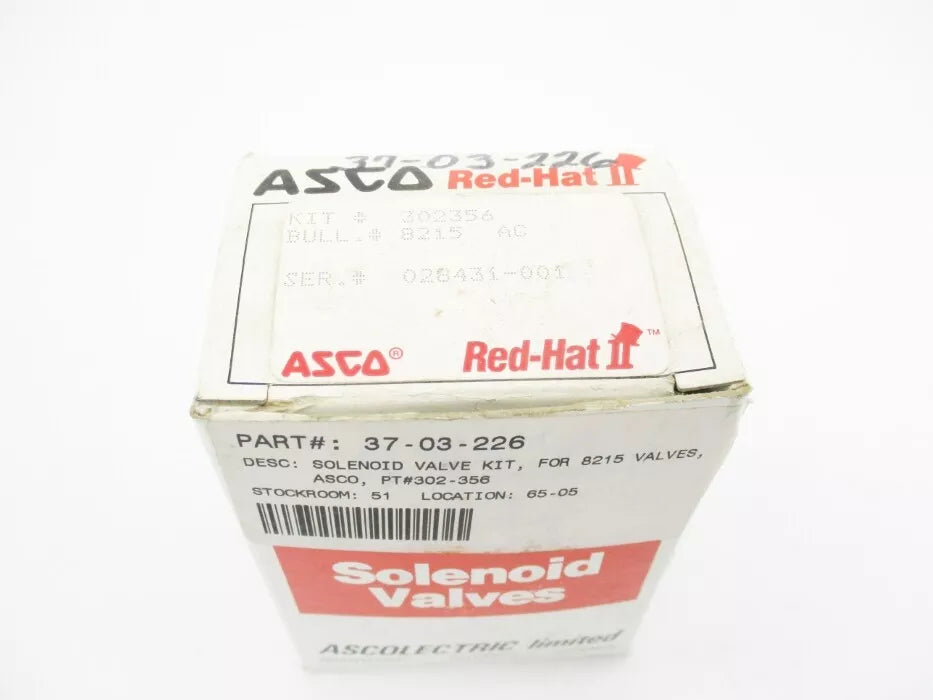 37-03-226
ASCO Red-Hat II
KIT # 302356
BULL.# 8215 AC
SER.# 028431-001
ASCO® Red-Hat II™
PART#: 37-03-226
DESC: SOLENOID VALVE KIT, FOR 8215 VALVES,
ASCO, PT#302-356
STOCKROOM: 51 LOCATION: 65-05
Solenoid
Valves
ASCOLECTRIC limited